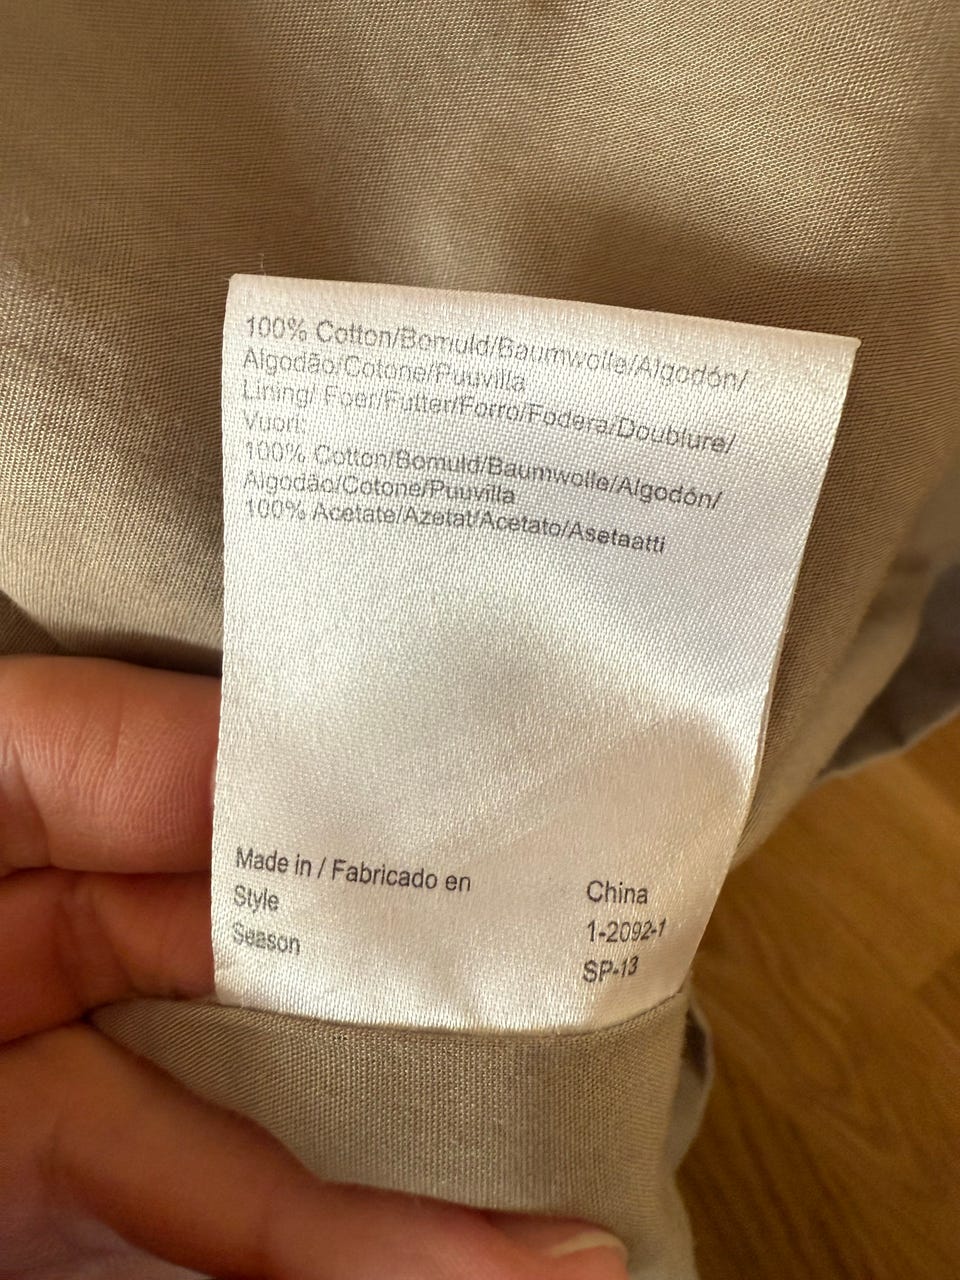 100% Cotton/Bomuld/Baumwolle/Algodón/
Algodão/Cotone/Puuvilla
Lining/ Foer/Futter/Forro/Fodera/Doublure/
Vuori:
100% Cotton/Bomuld/Baumwolle/Algodón/
Algodão/Cotone/Puuvilla
100% Acetate/Azetat/Acetato/Asetaatti
Made in / Fabricado en China
Style 1-2092-1
Season SP-13